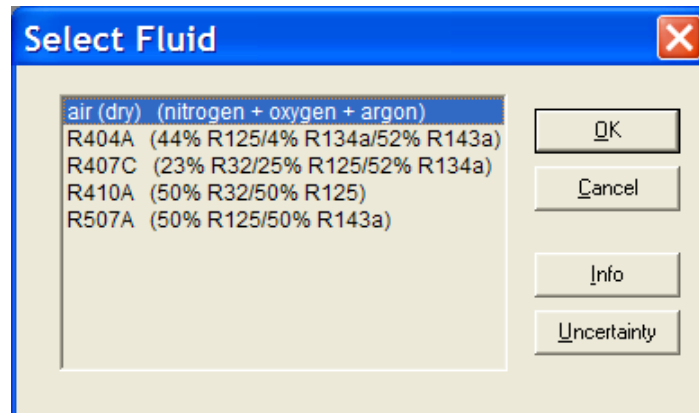 Select Fluid
air (dry) (nitrogen + oxygen + argon)
R404A (44% R125/4% R134a/52% R143a)
R407C (23% R32/25% R125/52% R134a)
R410A (50% R32/50% R125)
R507A (50% R125/50% R143a)
OK
Cancel
Info
Uncertainty